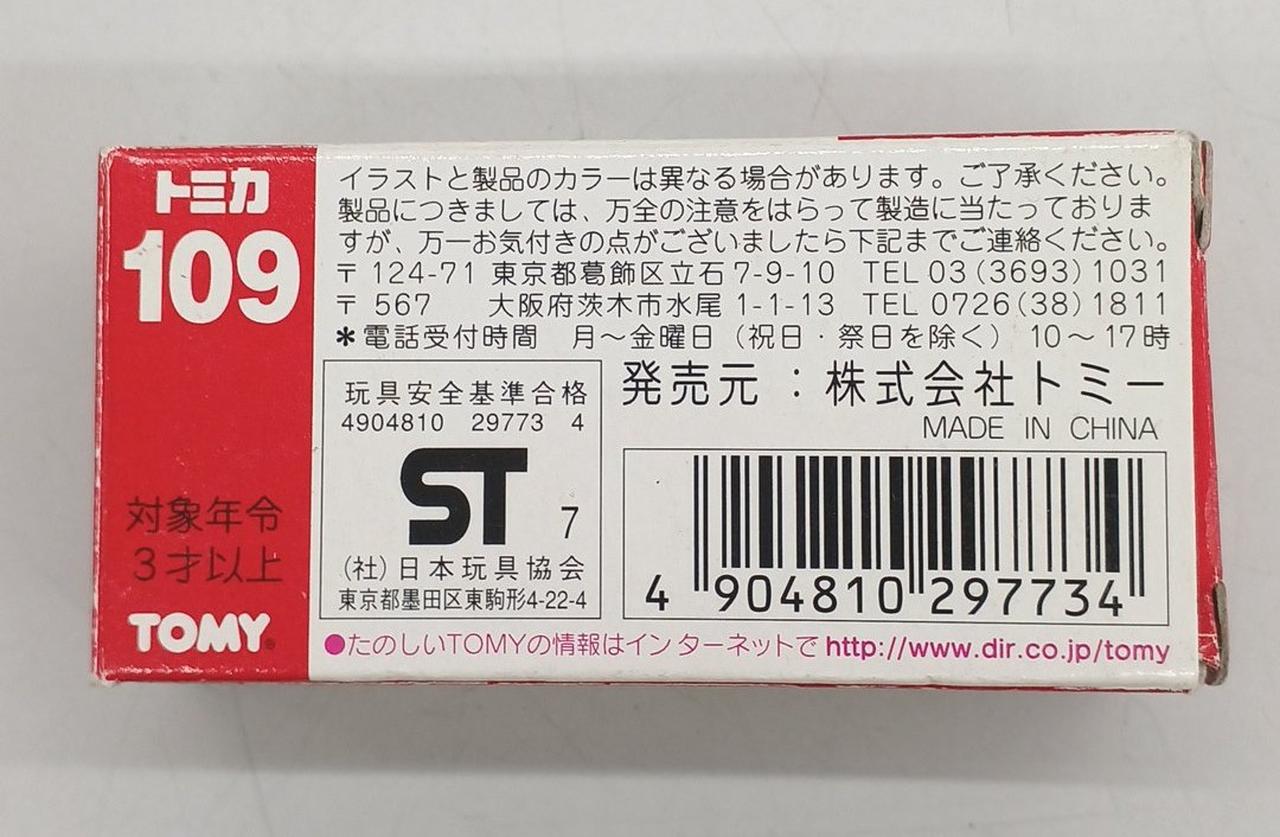 トミカ
109
対象年令
3才以上
TOMY
イラストと製品のカラーは異なる場合があります。ご了承ください。
製品につきましては、万全の注意をはらって製造に当たっておりま
すが、万一お気付きの点がございましたら下記までご連絡ください。
〒124-71 東京都葛飾区立石7-9-10 TEL 03(3693)1031
〒567 大阪府茨木市水尾1-1-13 TEL 0726(38)1811
＊電話受付時間 月～金曜日（祝日・祭日を除く） 10～17時
玩具安全基準合格
4904810 29773 4
ST 7
(社)日本玩具協会
東京都墨田区東駒形4-22-4
発売元：株式会社トミー
MADE IN CHINA
4 904810 297734
●たのしいTOMYの情報はインターネットで http://www.dir.co.jp/tomy